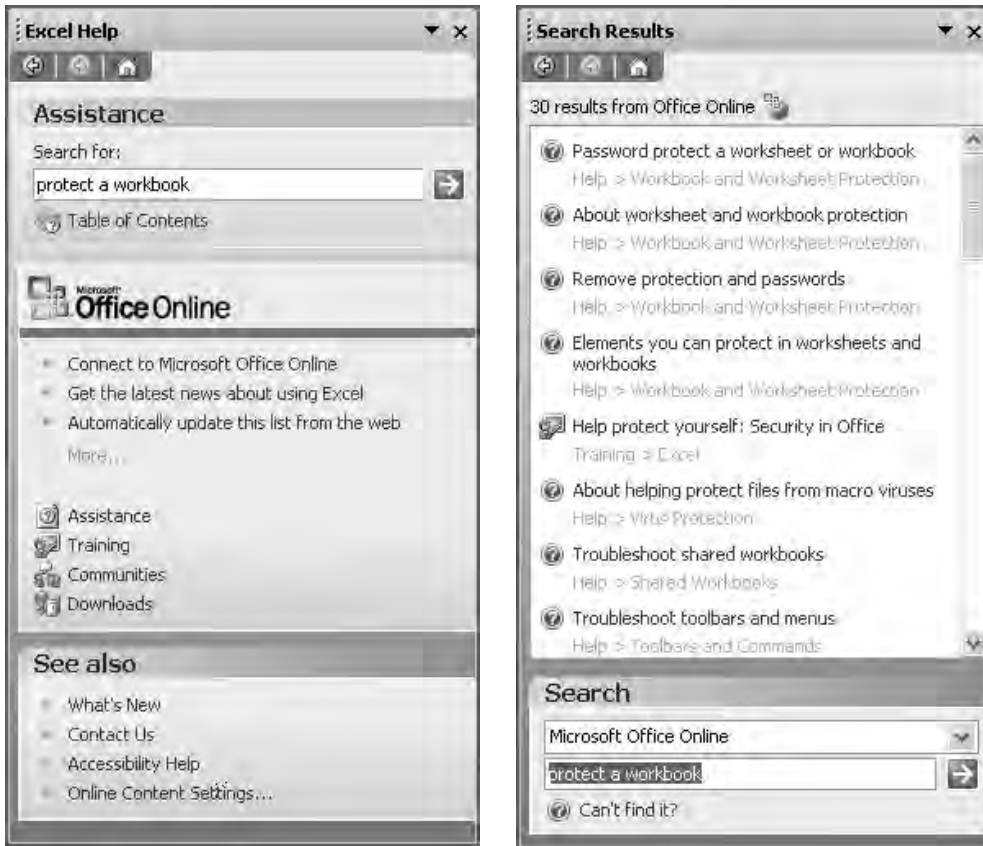 Excel Help
Assistance
Search for:
protect a workbook
Table of Contents
Microsoft
Office Online
Connect to Microsoft Office Online
Get the latest news about using Excel
Automatically update this list from the web
More...
Assistance
Training
Communities
Downloads
See also
What's New
Contact Us
Accessibility Help
Online Content Settings...
Search Results
30 results from Office Online
Password protect a worksheet or workbook
Help > Workbook and Worksheet Protection
About worksheet and workbook protection
Help > Workbook and Worksheet Protection
Remove protection and passwords
Help > Workbook and Worksheet Protection
Elements you can protect in worksheets and
workbooks
Help > Workbook and Worksheet Protection
Help protect yourself: Security in Office
Training > Excel
About helping protect files from macro viruses
Help > Virus Protection
Troubleshoot shared workbooks
Help > Shared Workbooks
Troubleshoot toolbars and menus
Help > Toolbars and Commands
Search
Microsoft Office Online
protect a workbook
Can't find it?